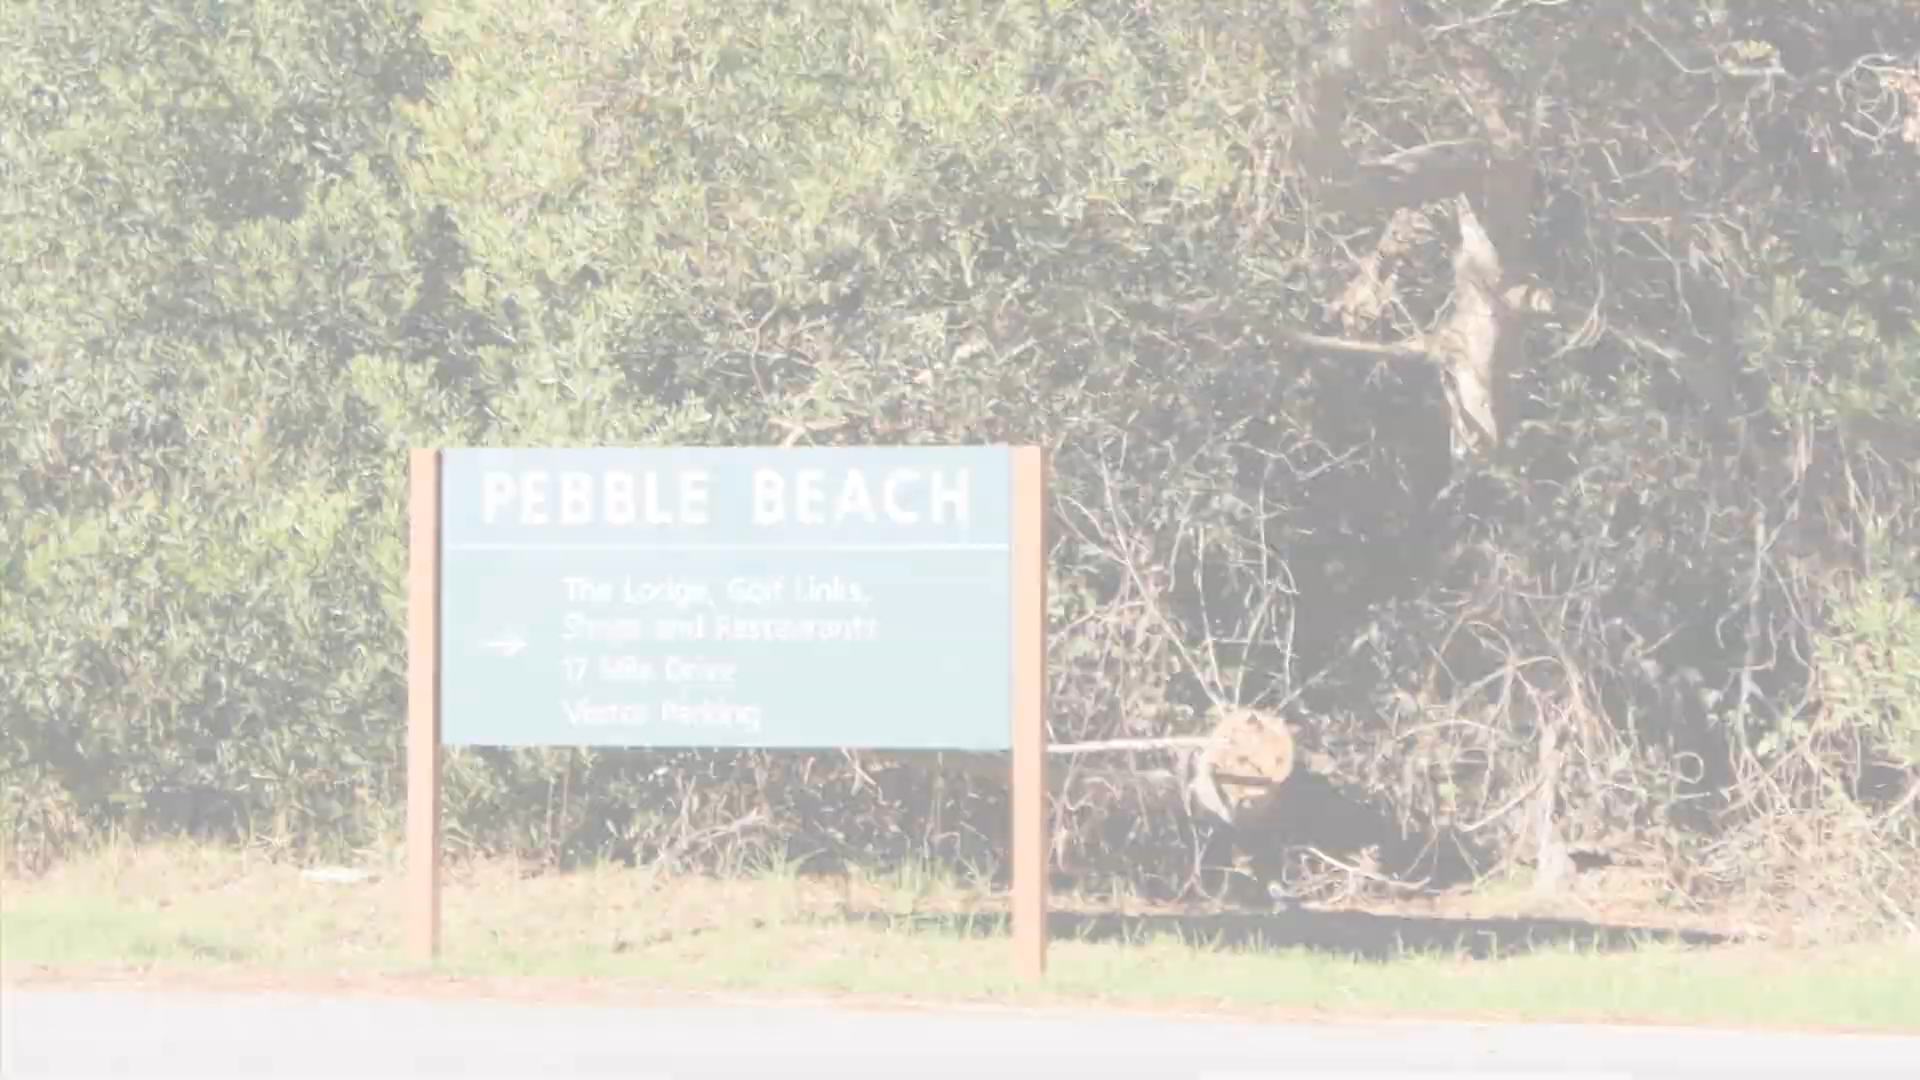 PEBBLE BEACH
The Lodge, Golf Links,
Shops and Restaurants
17 Mile Drive
Visitor Parking